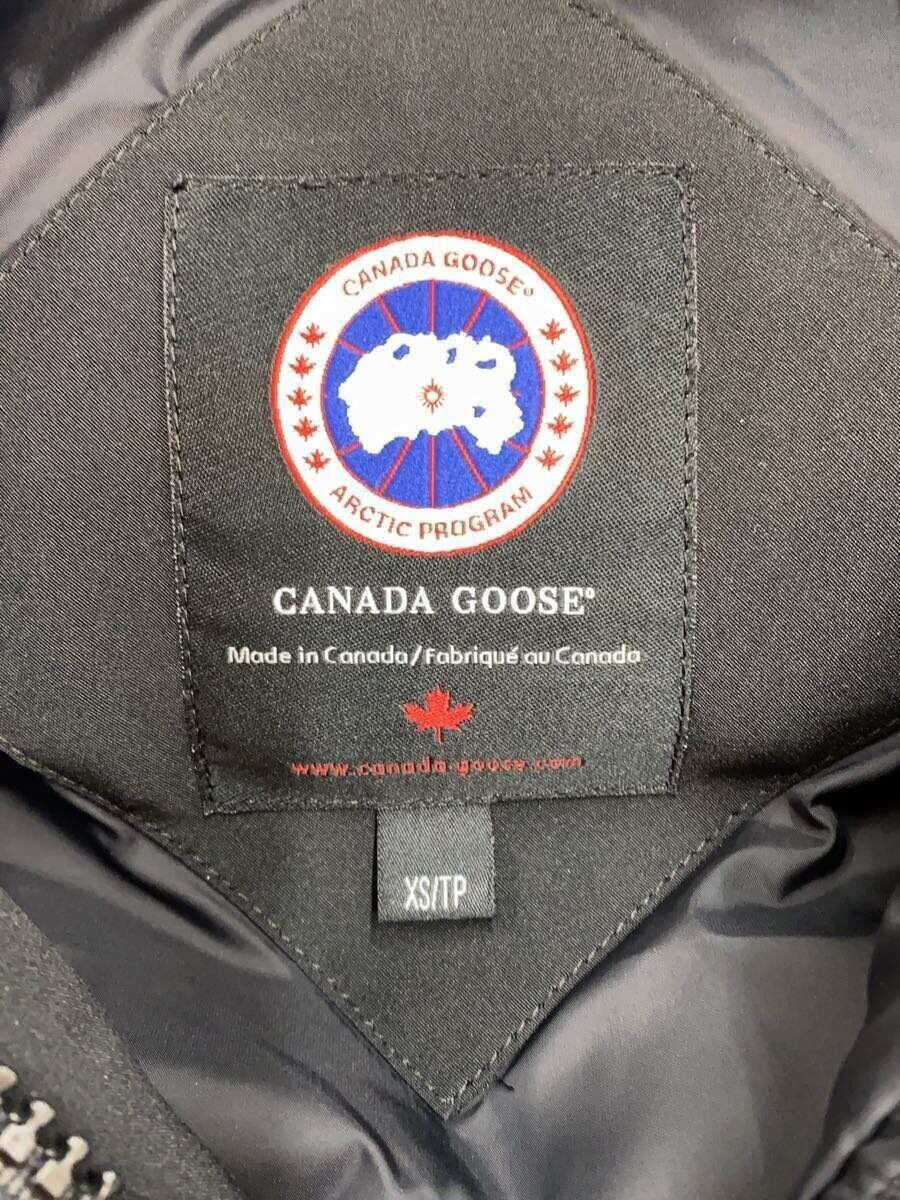 CANADA GOOSE®
ARCTIC PROGRAM
CANADA GOOSE®
Made in Canada/Fabriqué au Canada
www.canada-goose.com
XS/TP